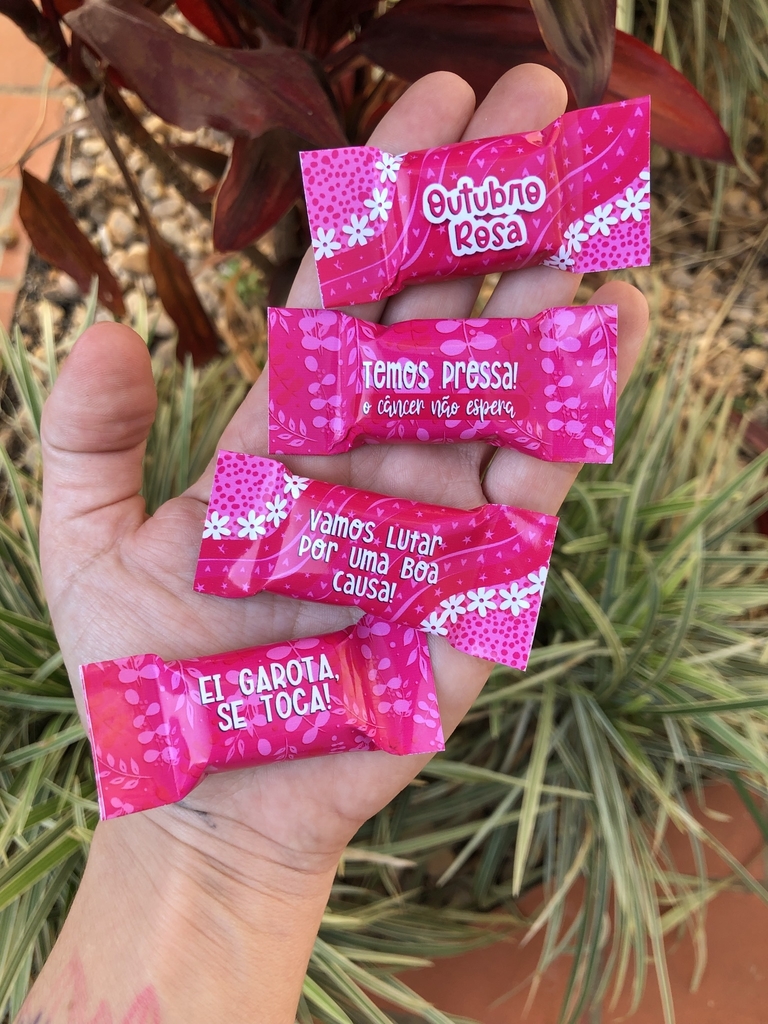 Outubro
Rosa
Temos pressa!
o câncer não espera
Vamos Lutar
por uma Boa
causa!
EI GAROTA,
SE TOCA!